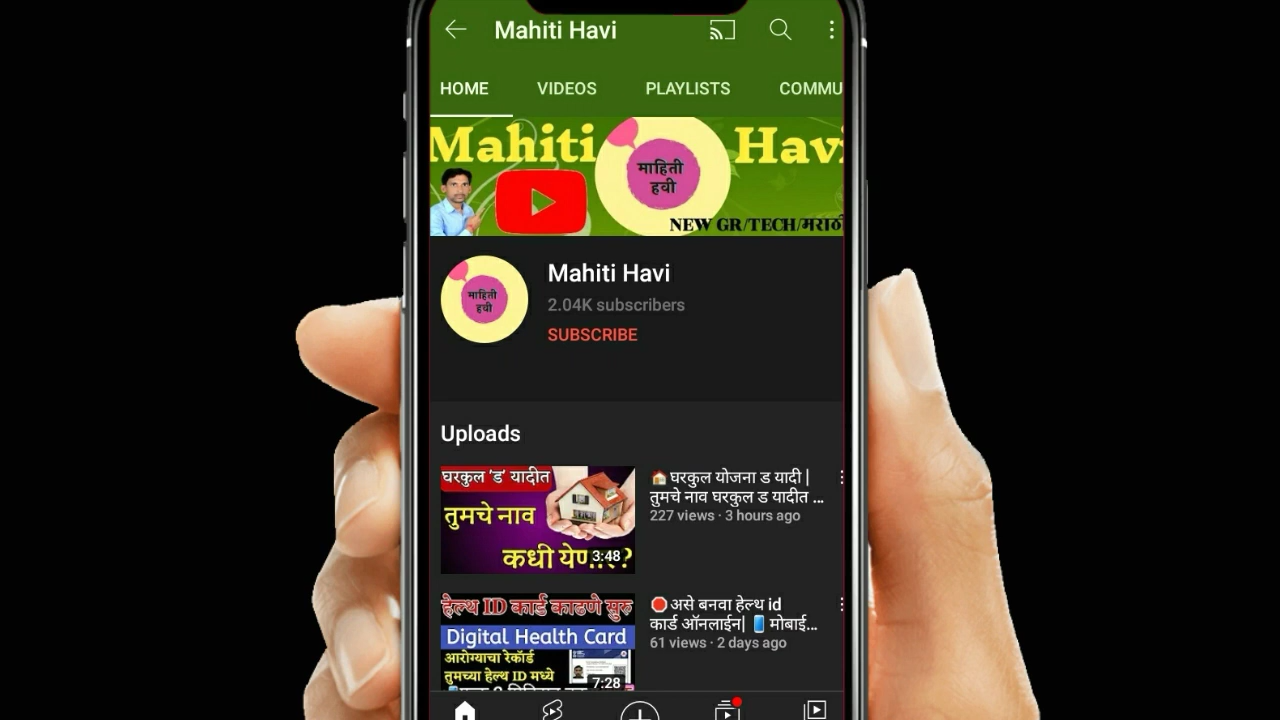 Mahiti Havi
HOME VIDEOS PLAYLISTS COMMU
Mahiti Havi
माहिती
हवी
NEW GR/TECH/मराठी
माहिती
हवी
Mahiti Havi
2.04K subscribers
SUBSCRIBE
Uploads
घरकुल 'ड' यादीत
तुमचे नाव
कधी
3:48
घरकुल योजना ड यादी |
तुमचे नाव घरकुल ड यादीत ...
227 views · 3 hours ago
हेल्थ ID कार्ड काढणे सुरु
Digital Health Card
आरोग्याचा रेकॉर्ड
तुमच्या हेल्थ ID मध्ये
7:28
असे बनवा हेल्थ id
कार्ड ऑनलाईन| मोबाई...
61 views · 2 days ago